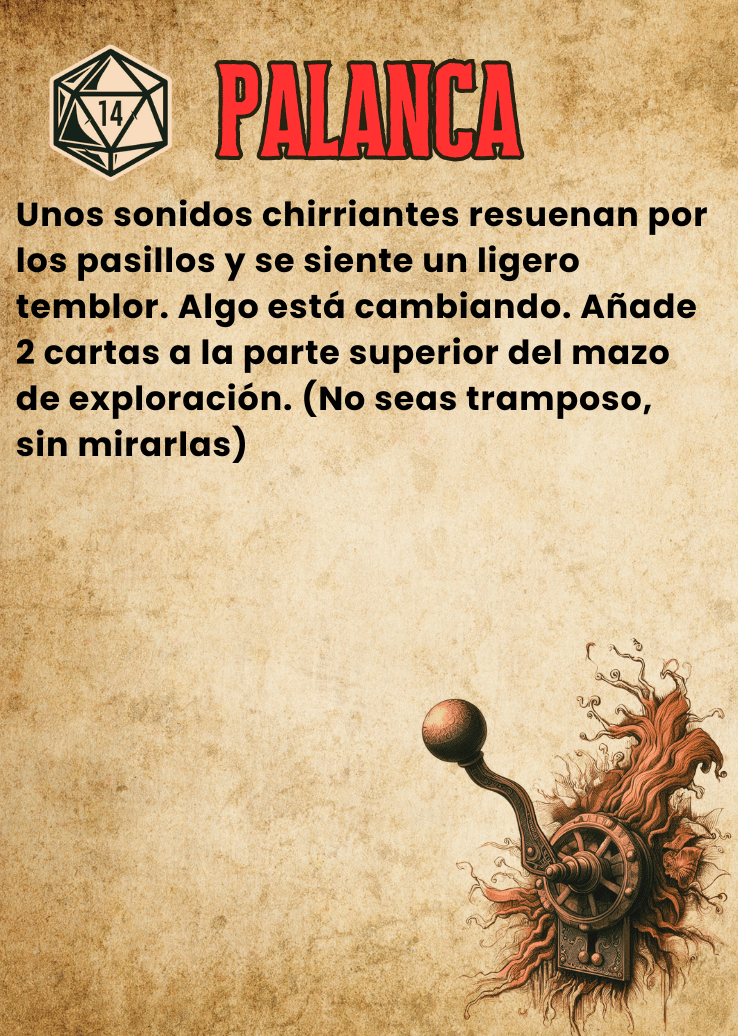 14
PALANCA
Unos sonidos chirriantes resuenan por
los pasillos y se siente un ligero
temblor. Algo está cambiando. Añade
2 cartas a la parte superior del mazo
de exploración. (No seas tramposo,
sin mirarlas)